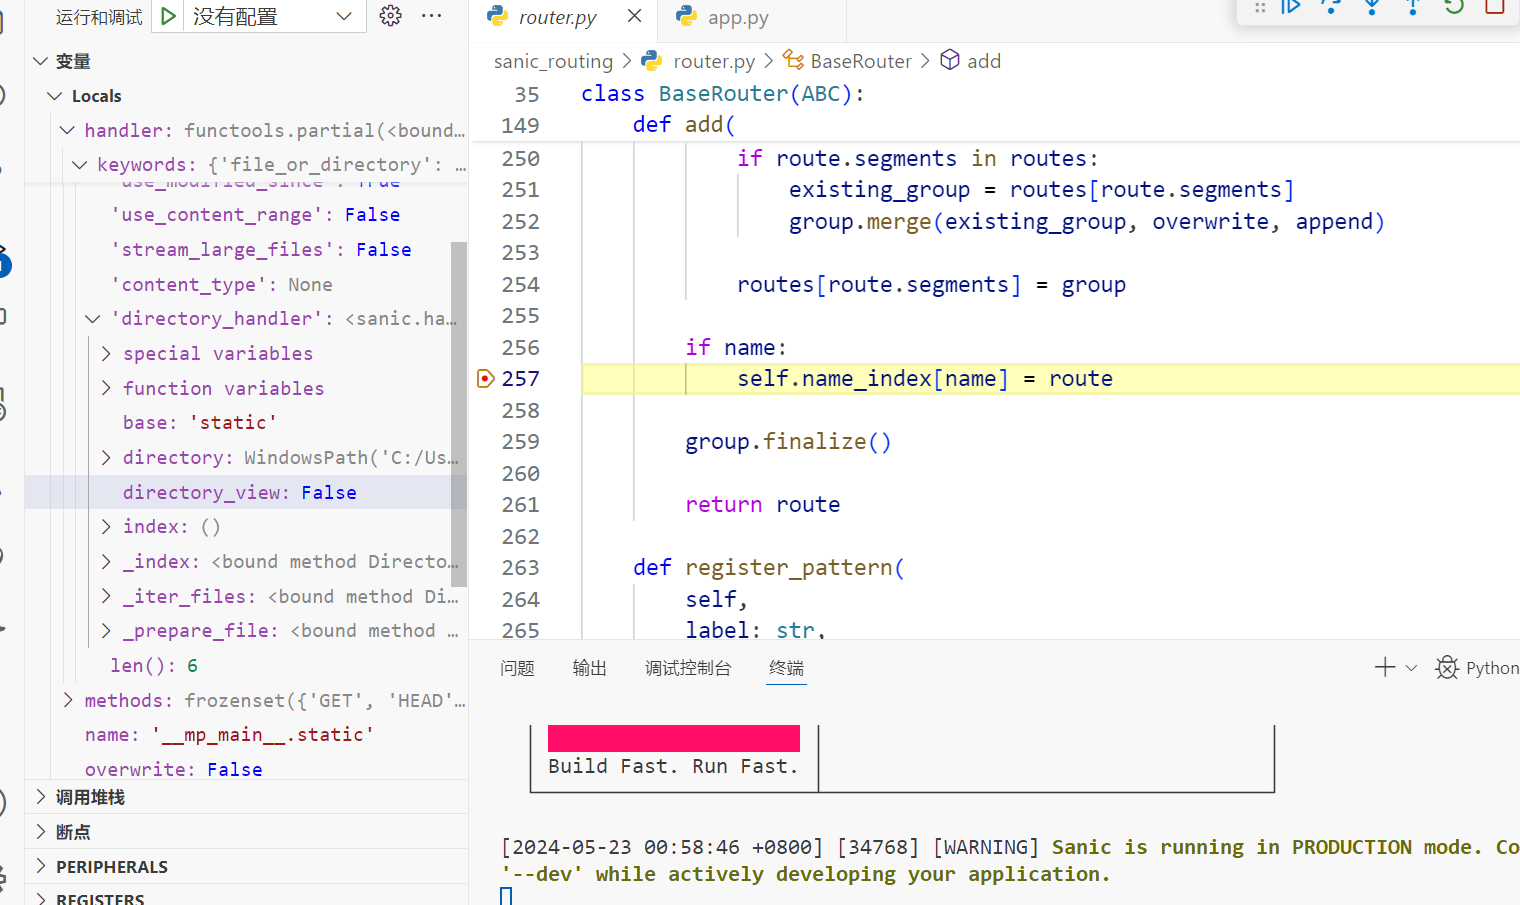 运行和调试 没有配置 ···
变量
Locals
handler: functools.partial(<bound…
keywords: {'file_or_directory': …
'use_modified_since': True
'use_content_range': False
'stream_large_files': False
'content_type': None
'directory_handler': <sanic.ha…
special variables
function variables
base: 'static'
directory: WindowsPath('C:/Us…
directory_view: False
index: ()
_index: <bound method Directo…
_iter_files: <bound method Di…
_prepare_file: <bound method …
len(): 6
methods: frozenset({'GET', 'HEAD'…
name: '__mp_main__.static'
overwrite: False
调用堆栈
断点
PERIPHERALS
REGISTERS
router.py app.py
sanic_routing > router.py > BaseRouter > add
35 class BaseRouter(ABC):
149 def add(
250 if route.segments in routes:
251 existing_group = routes[route.segments]
252 group.merge(existing_group, overwrite, append)
253
254 routes[route.segments] = group
255
256 if name:
257 self.name_index[name] = route
258
259 group.finalize()
260
261 return route
262
263 def register_pattern(
264 self,
265 label: str,
问题 输出 调试控制台 终端 Python
Build Fast. Run Fast.
[2024-05-23 00:58:46 +0800] [34768] [WARNING] Sanic is running in PRODUCTION mode. Co
'--dev' while actively developing your application.